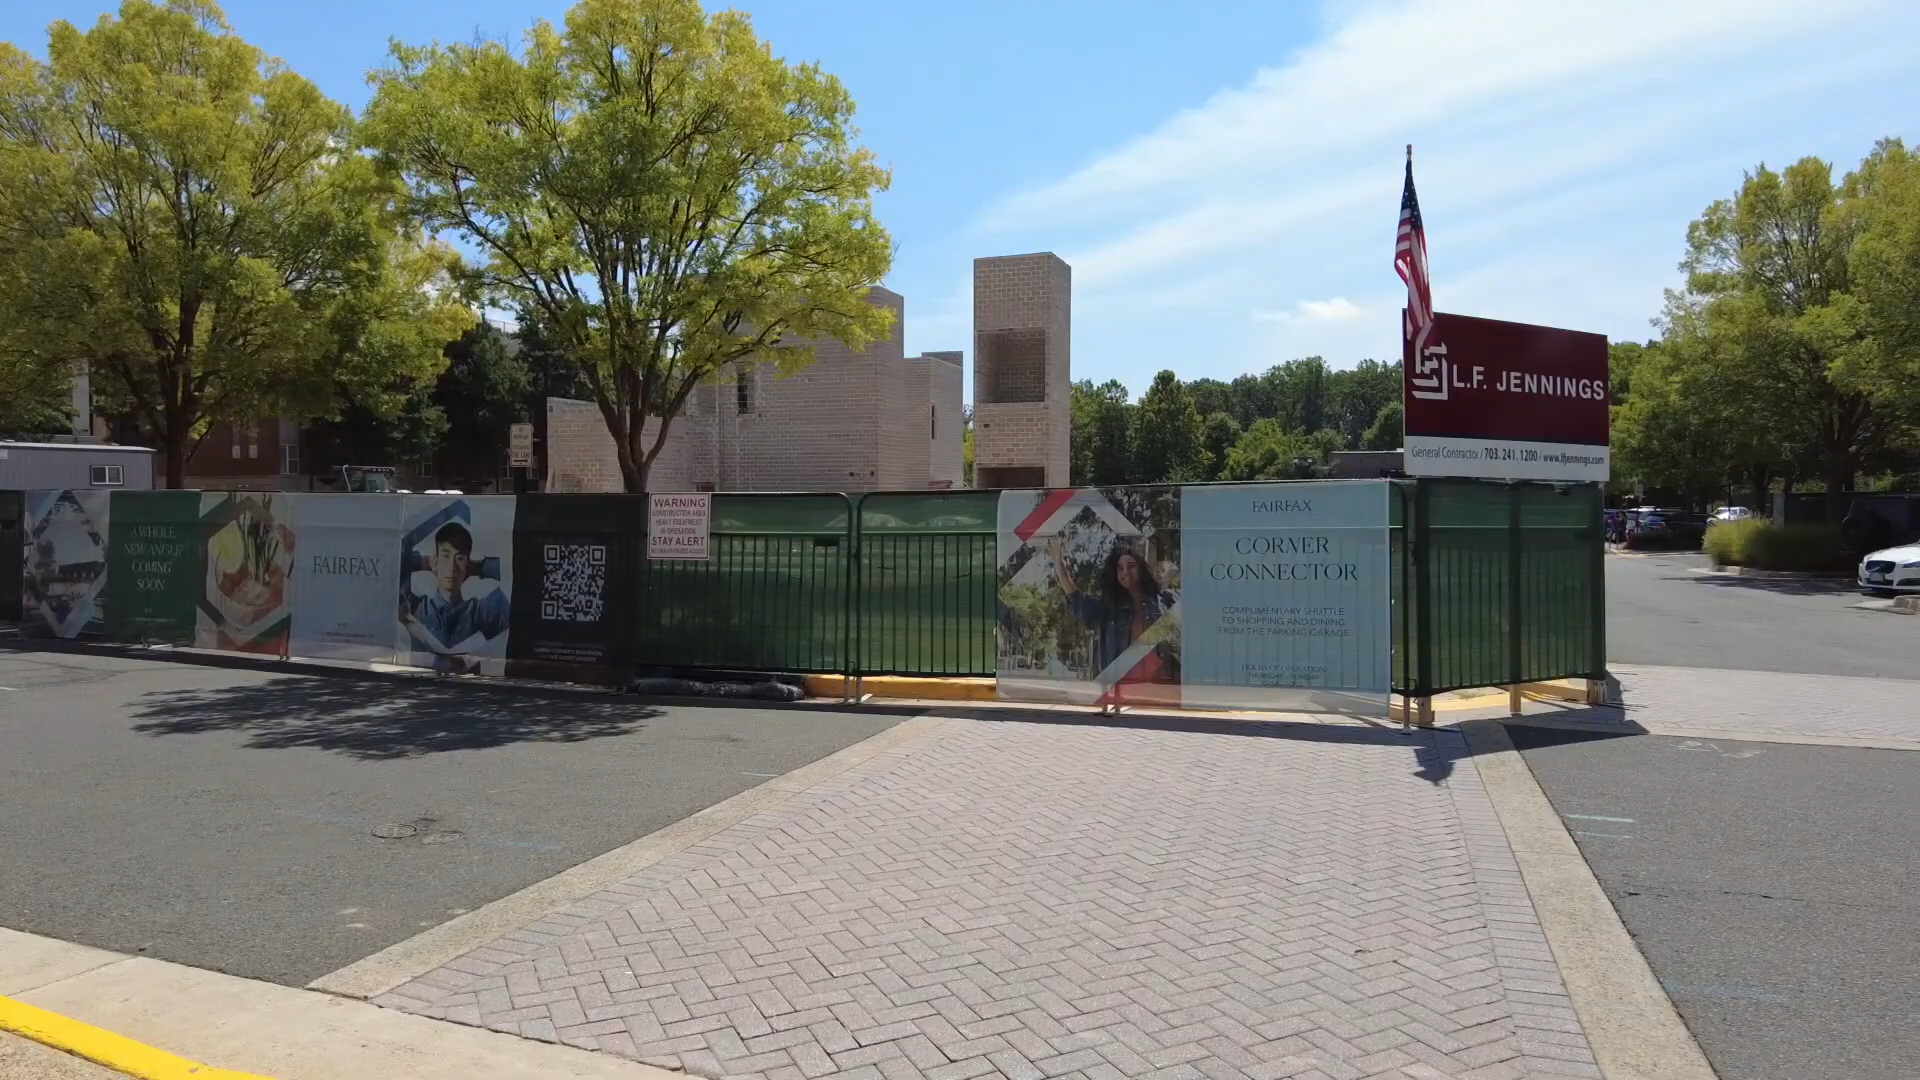 A WHOLE
NEW ANGLE
COMING
SOON
FAIRFAX
WARNING
CONSTRUCTION AREA
HEAVY EQUIPMENT
IN OPERATION
STAY ALERT
FAIRFAX
CORNER
CONNECTOR
COMPLIMENTARY SHUTTLE
TO SHOPPING AND DINING
FROM THE PARKING GARAGE
HOURS OF OPERATION
THURSDAY - SUNDAY
L.F. JENNINGS
General Contractor / 703.241.1200 / www.lfjennings.com